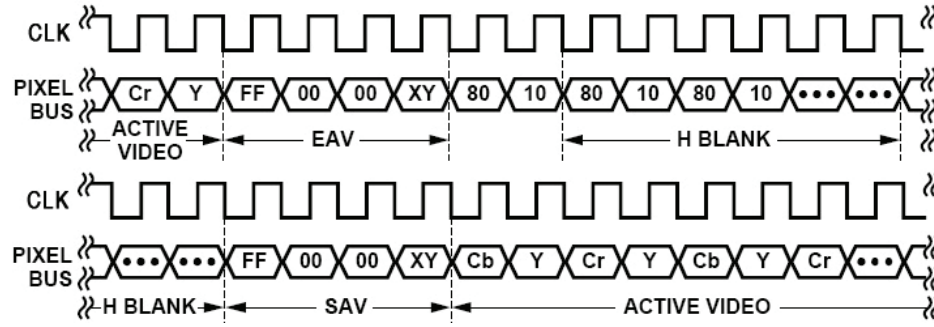 CLK
PIXEL BUS Cr Y FF 00 00 XY 80 10 80 10 80 10 ••• •••
ACTIVE VIDEO EAV H BLANK
CLK
PIXEL BUS ••• ••• FF 00 00 XY Cb Y Cr Y Cb Y Cr •••
H BLANK SAV ACTIVE VIDEO